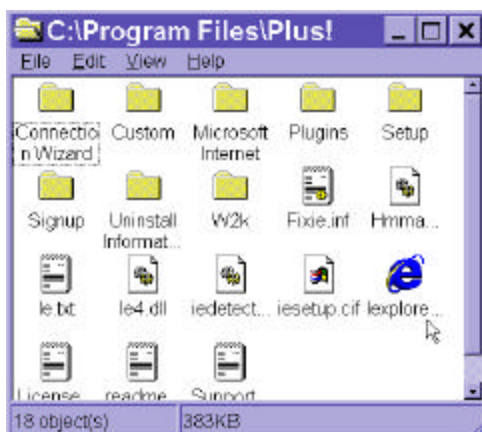 C:\Program Files\Plus!
File Edit View Help
Connectio
n Wizard
Custom
Microsoft
Internet
Plugins
Setup
Signup
Uninstall
Informat...
W2k
Fixie.inf
Hmma...
Ie.txt
Ie4.dll
iedetect...
iesetup.cif
Iexplore...
License
readme
Support
18 object(s) 383KB